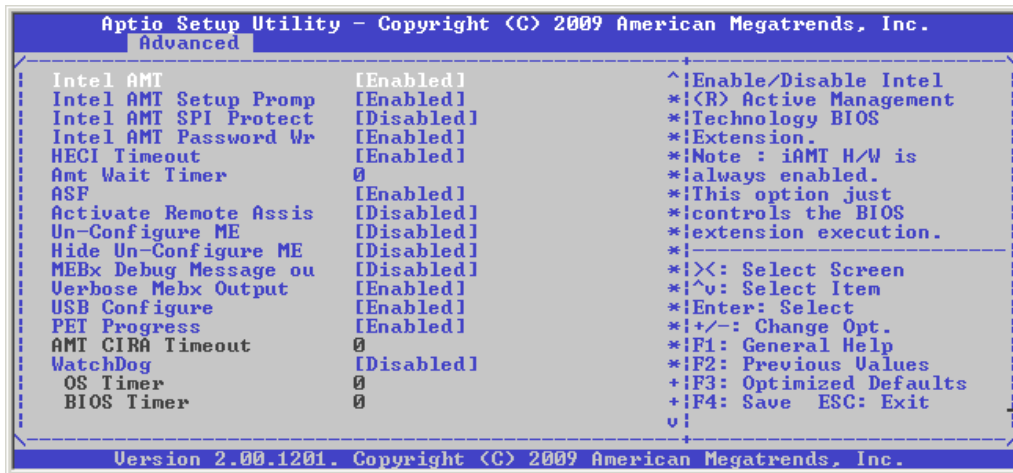 Aptio Setup Utility - Copyright (C) 2009 American Megatrends, Inc.
Advanced
Intel AMT [Enabled] ^|Enable/Disable Intel
Intel AMT Setup Promp [Enabled] *|(R) Active Management
Intel AMT SPI Protect [Disabled] *|Technology BIOS
Intel AMT Password Wr [Enabled] *|Extension.
HECI Timeout [Enabled] *|Note : iAMT H/W is
Amt Wait Timer 0 *|always enabled.
ASF [Enabled] *|This option just
Activate Remote Assis [Disabled] *|controls the BIOS
Un-Configure ME [Disabled] *|extension execution.
Hide Un-Configure ME [Disabled] *|
MEBx Debug Message ou [Disabled] *|><: Select Screen
Verbose Mebx Output [Enabled] *|^v: Select Item
USB Configure [Enabled] *|Enter: Select
PET Progress [Enabled] *|+/-: Change Opt.
AMT CIRA Timeout 0 *|F1: General Help
WatchDog [Disabled] *|F2: Previous Values
OS Timer 0 +|F3: Optimized Defaults
BIOS Timer 0 +|F4: Save ESC: Exit
v|
Version 2.00.1201. Copyright (C) 2009 American Megatrends, Inc.